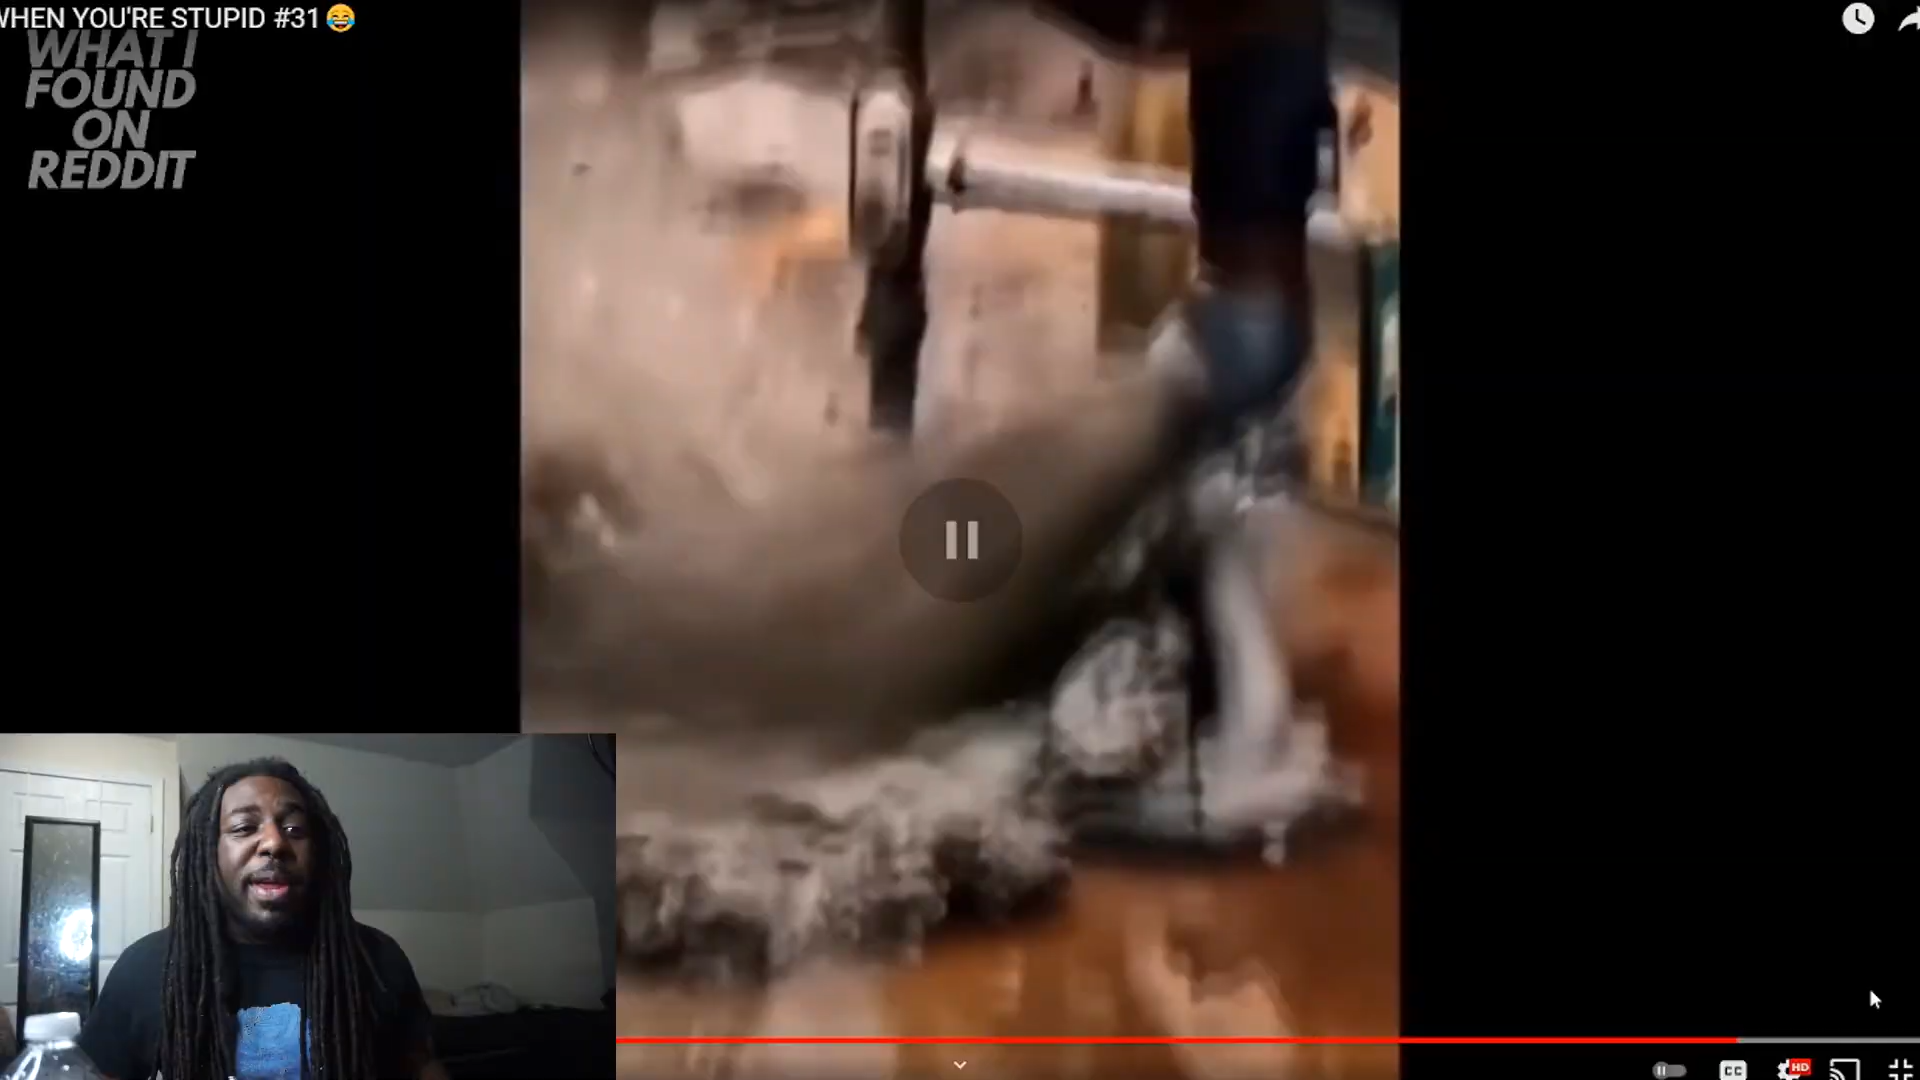 WHEN YOU'RE STUPID #31 😂
WHAT I
FOUND
ON
REDDIT
CC
HD